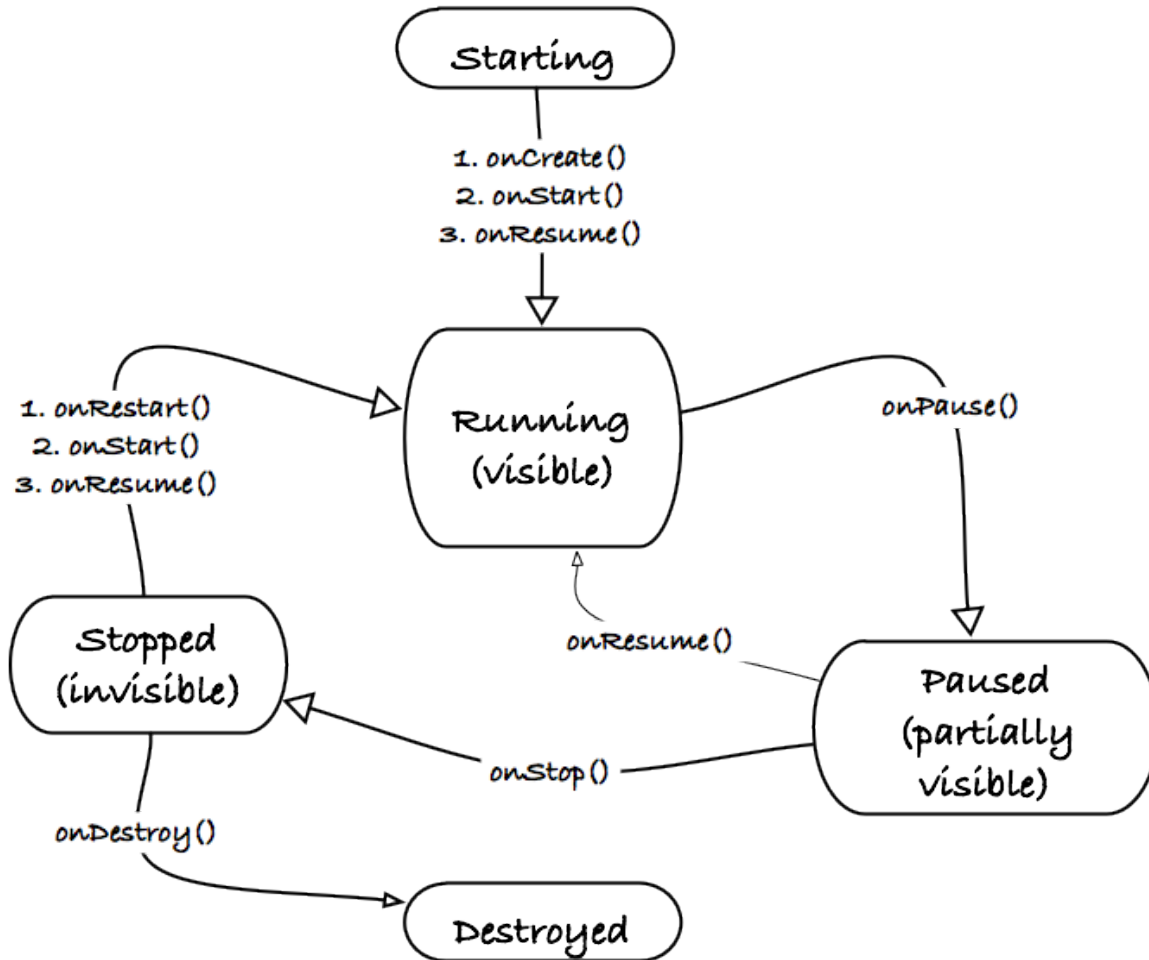 Starting
1. onCreate()
2. onStart()
3. onResume()
1. onRestart()
2. onStart()
3. onResume()
Running
(visible)
onPause()
Stopped
(invisible)
onResume()
Paused
(partially
visible)
onStop()
onDestroy()
Destroyed